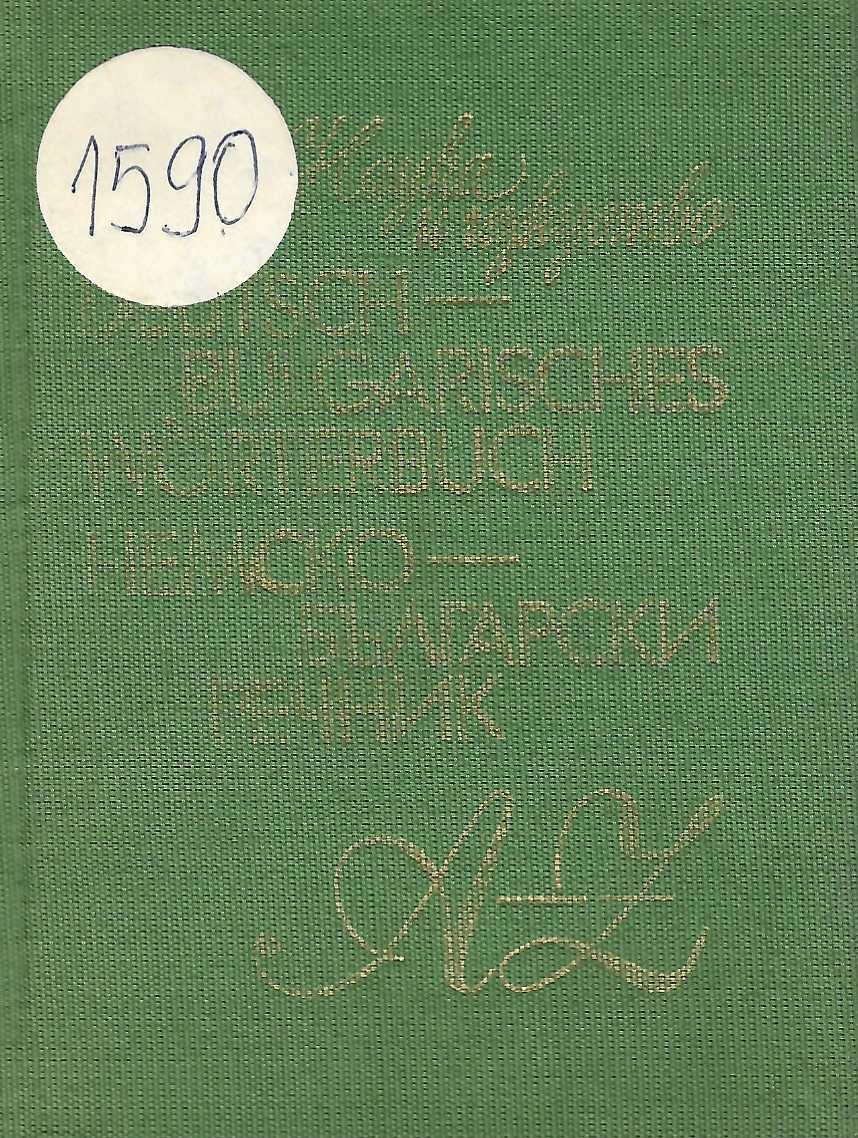 1590
Наука
и изкуство
DEUTSCH—
BULGARISCHES
WÖRTERBUCH
НЕМСКО—
БЪЛГАРСКИ
РЕЧНИК
A–Z